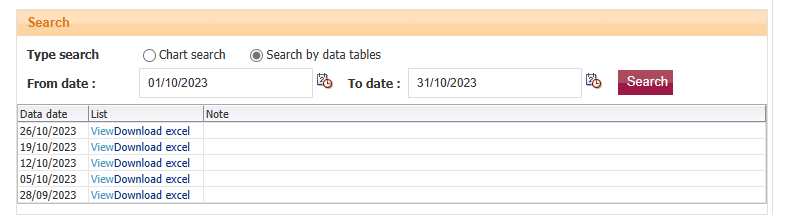 Search
Type search Chart search Search by data tables
From date : 01/10/2023 To date : 31/10/2023 Search
Data date List Note
26/10/2023 ViewDownload excel
19/10/2023 ViewDownload excel
12/10/2023 ViewDownload excel
05/10/2023 ViewDownload excel
28/09/2023 ViewDownload excel